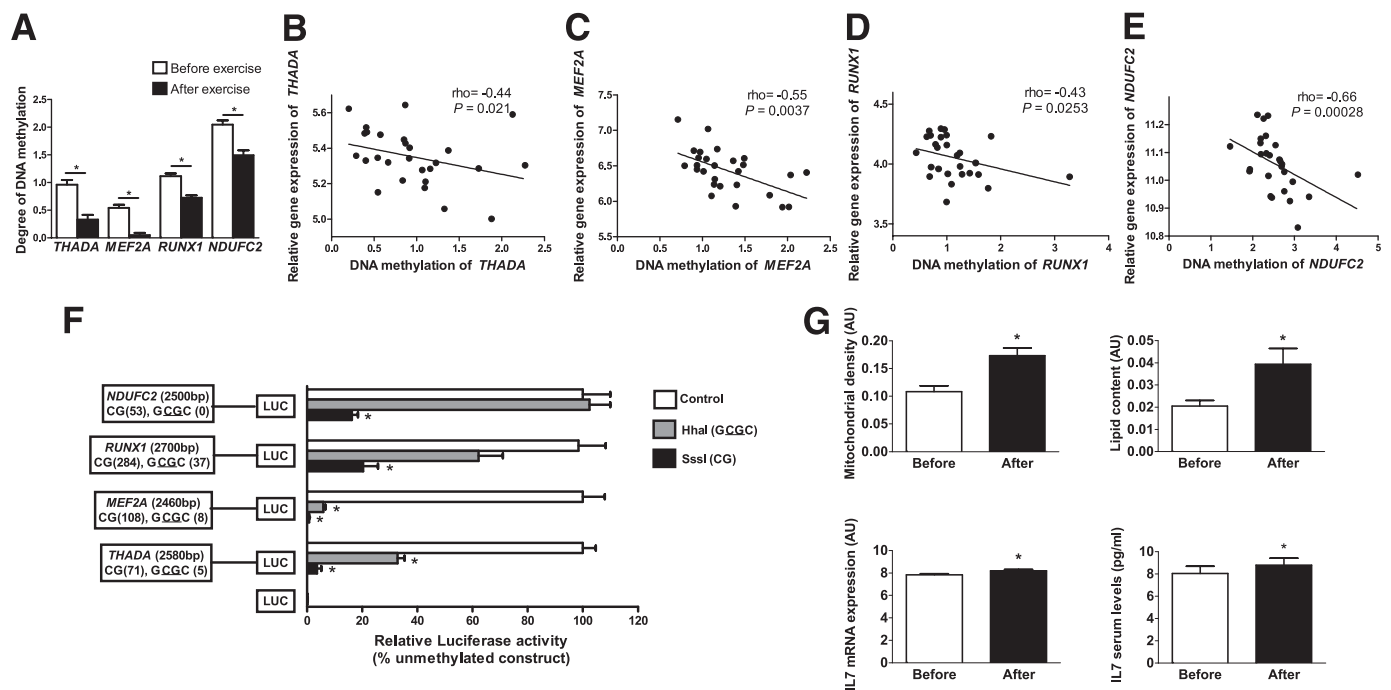 A
Before exercise
After exercise
Degree of DNA methylation
2.5
2.0
1.5
1.0
0.5
0.0
*
*
*
*
THADA MEF2A RUNX1 NDUFC2
B
Relative gene expression of THADA
rho= -0.44
P = 0.021
5.8
5.6
5.4
5.2
5.0
0.0 0.5 1.0 1.5 2.0 2.5
DNA methylation of THADA
C
Relative gene expression of MEF2A
rho= -0.55
P = 0.0037
7.5
7.0
6.5
6.0
5.5
0.0 0.5 1.0 1.5 2.0 2.5
DNA methylation of MEF2A
D
Relative gene expression of RUNX1
rho= -0.43
P = 0.0253
4.5
4.0
3.5
0 1 2 3 4
DNA methylation of RUNX1
E
Relative gene expression of NDUFC2
rho= -0.66
P = 0.00028
11.2
11.1
11.0
10.9
10.8
0 1 2 3 4 5
DNA methylation of NDUFC2
F
NDUFC2 (2500bp)
CG(53), GCGC (0)
LUC
*
RUNX1 (2700bp)
CG(284), GCGC (37)
LUC
*
MEF2A (2460bp)
CG(108), GCGC (8)
LUC
*
*
THADA (2580bp)
CG(71), GCGC (5)
LUC
*
*
LUC
0 20 40 60 80 100 120
Relative Luciferase activity
(% unmethylated construct)
Control
HhaI (GCGC)
SssI (CG)
G
Mitochondrial density (AU)
0.20
0.15
0.10
0.05
0.00
*
Before After
Lipid content (AU)
0.05
0.04
0.03
0.02
0.01
0.00
*
Before After
IL7 mRNA expression (AU)
10
8
6
4
2
0
*
Before After
IL7 serum levels (pg/ml)
10
8
6
4
2
0
*
Before After